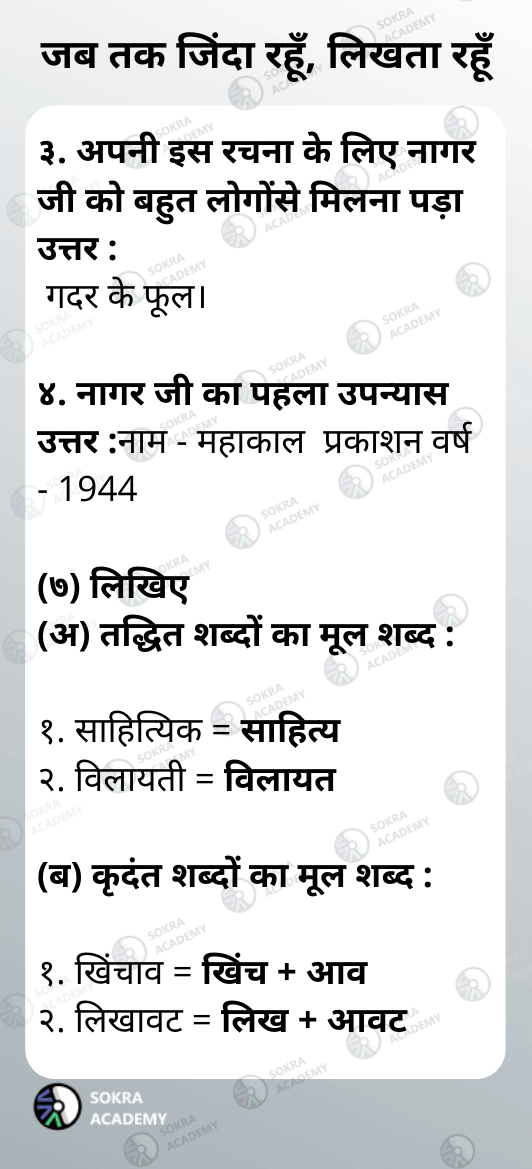 जब तक जिंदा रहूँ, लिखता रहूँ
३. अपनी इस रचना के लिए नागर
जी को बहुत लोगोंसे मिलना पड़ा
उत्तर :
गदर के फूल।
४. नागर जी का पहला उपन्यास
उत्तर :नाम - महाकाल प्रकाशन वर्ष
- 1944
(७) लिखिए
(अ) तद्धित शब्दों का मूल शब्द :
१. साहित्यिक = साहित्य
२. विलायती = विलायत
(ब) कृदंत शब्दों का मूल शब्द :
१. खिंचाव = खिंच + आव
२. लिखावट = लिख + आवट
SOKRA
ACADEMY